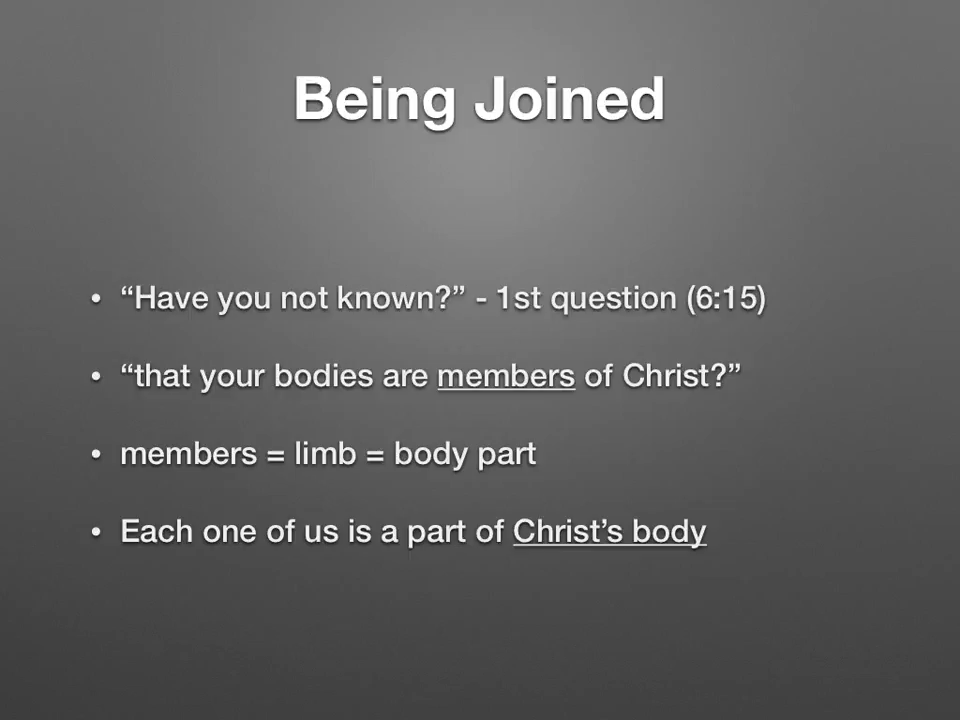 Being Joined
• “Have you not known?” - 1st question (6:15)
• “that your bodies are members of Christ?”
• members = limb = body part
• Each one of us is a part of Christ’s body